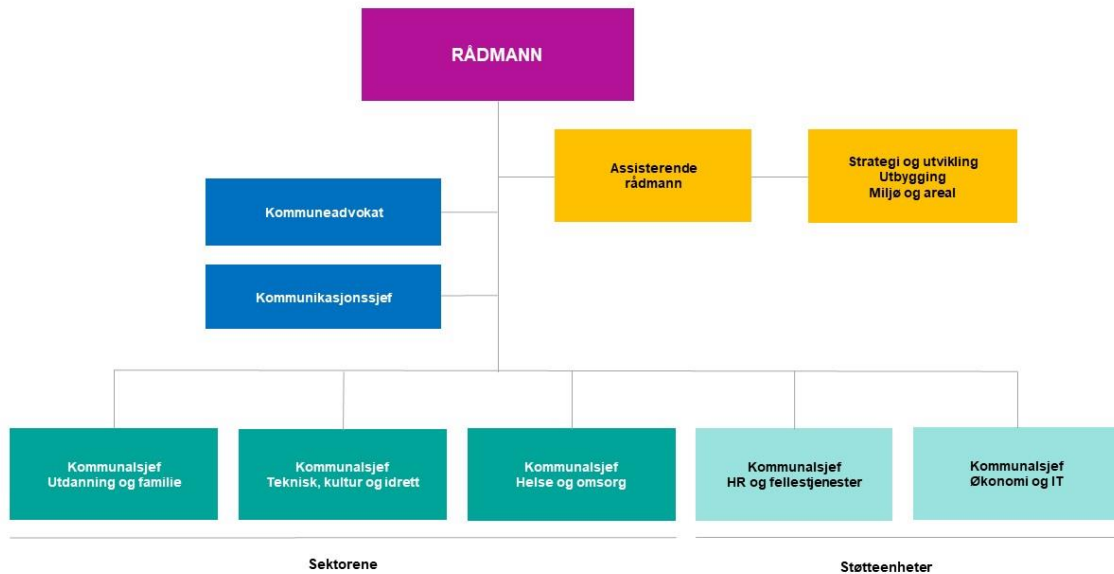 RÅDMANN
Assisterende
rådmann
Strategi og utvikling
Utbygging
Miljø og areal
Kommuneadvokat
Kommunikasjonssjef
Kommunalsjef
Utdanning og familie
Kommunalsjef
Teknisk, kultur og idrett
Kommunalsjef
Helse og omsorg
Kommunalsjef
HR og fellestjenester
Kommunalsjef
Økonomi og IT
Sektorene
Støtteenheter